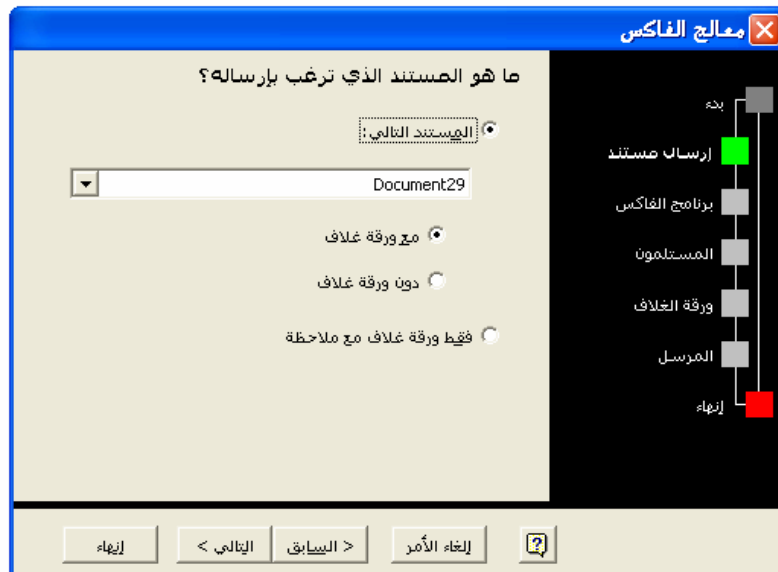 معالج الفاكس
بدء
إرسال مستند
برنامج الفاكس
المستلمون
ورقة الغلاف
المرسل
إنهاء
ما هو المستند الذي ترغب بإرساله؟
المستند التالي:
Document29
مع ورقة غلاف
دون ورقة غلاف
فقط ورقة غلاف مع ملاحظة
? إلغاء الأمر < السابق التالي > إنهاء